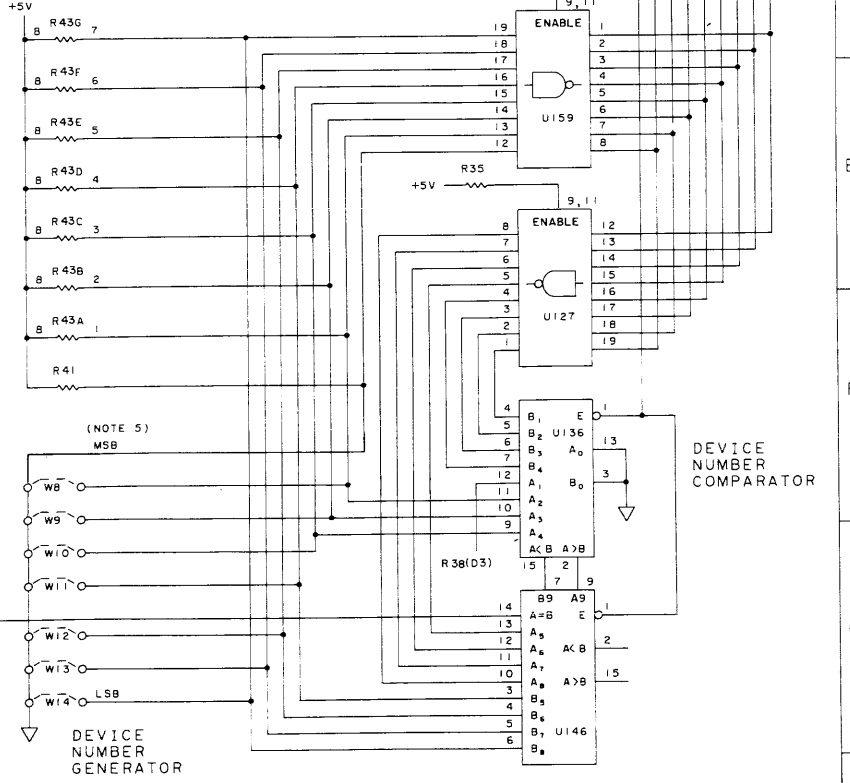 +5V
8 R43G 7
8 R43F 6
8 R43E 5
8 R43D 4
8 R43C 3
8 R43B 2
8 R43A 1
R41
(NOTE 5)
MSB
W8
W9
W10
W11
W12
W13
W14 LSB
DEVICE
NUMBER
GENERATOR
9,11
ENABLE
19 1
18 2
17 3
16 4
15 5
14 6
13 7
12 8
U159
R35
+5V
9,11
ENABLE
8 12
7 13
6 14
5 15
4 16
3 17
2 18
1 19
U127
4 B1 E 1
5 B2 U136
6 B3 A0 13
7 B4
12 A1 B0 3
11 A2
10 A3
9 A4
A<B A>B
R38(D3)
15 2
7 9
B9 A9
14 A=B E 1
13 A5
12 A6 A<B 2
11 A7
10 A8 A>B 15
3 B5
4 B6
5 B7 U146
6 B8
DEVICE
NUMBER
COMPARATOR